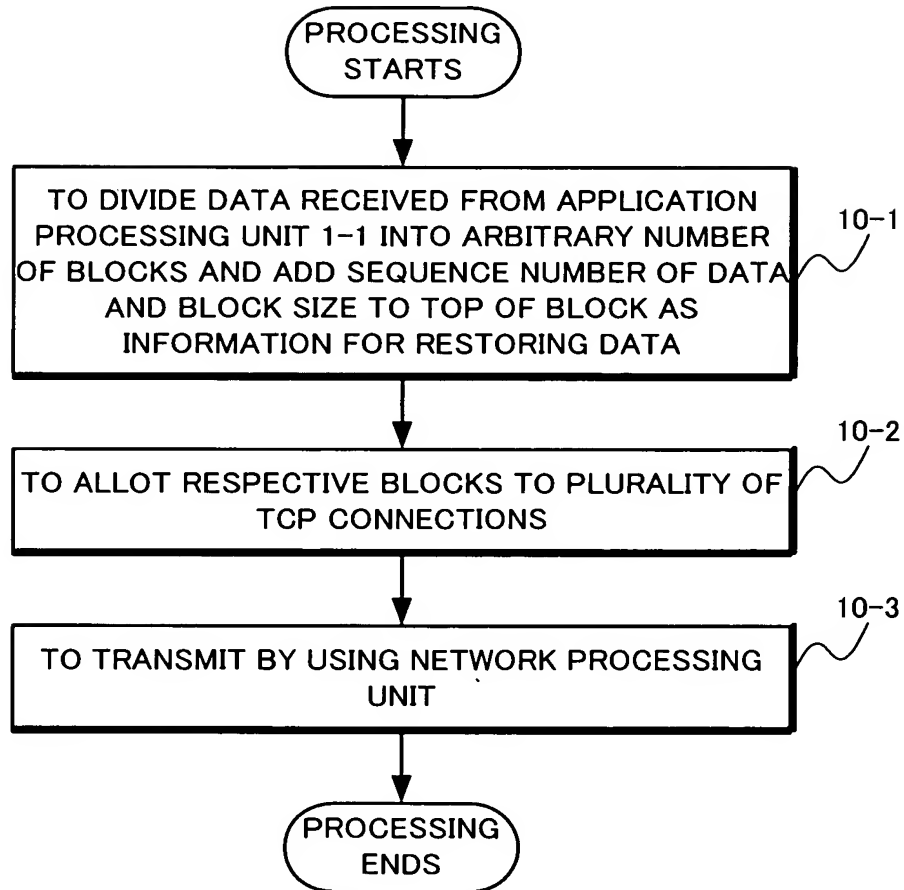 PROCESSING
STARTS
TO DIVIDE DATA RECEIVED FROM APPLICATION
PROCESSING UNIT 1-1 INTO ARBITRARY NUMBER
OF BLOCKS AND ADD SEQUENCE NUMBER OF DATA
AND BLOCK SIZE TO TOP OF BLOCK AS
INFORMATION FOR RESTORING DATA
10-1
TO ALLOT RESPECTIVE BLOCKS TO PLURALITY OF
TCP CONNECTIONS
10-2
TO TRANSMIT BY USING NETWORK PROCESSING
UNIT
10-3
PROCESSING
ENDS